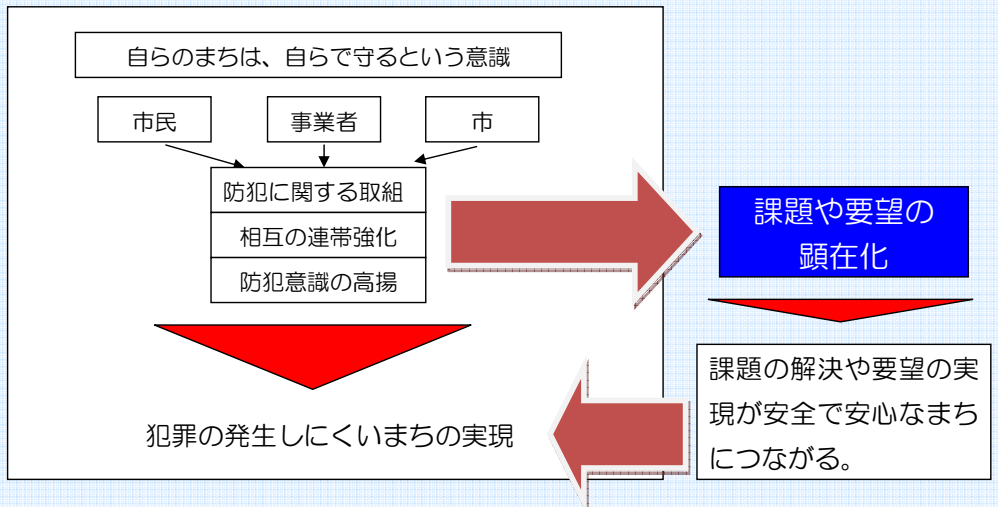 自らのまちは、自らで守るという意識
市民
事業者
市
防犯に関する取組
相互の連帯強化
防犯意識の高揚
犯罪の発生しにくいまちの実現
課題や要望の
顕在化
課題の解決や要望の実
現が安全で安心なまち
につながる。